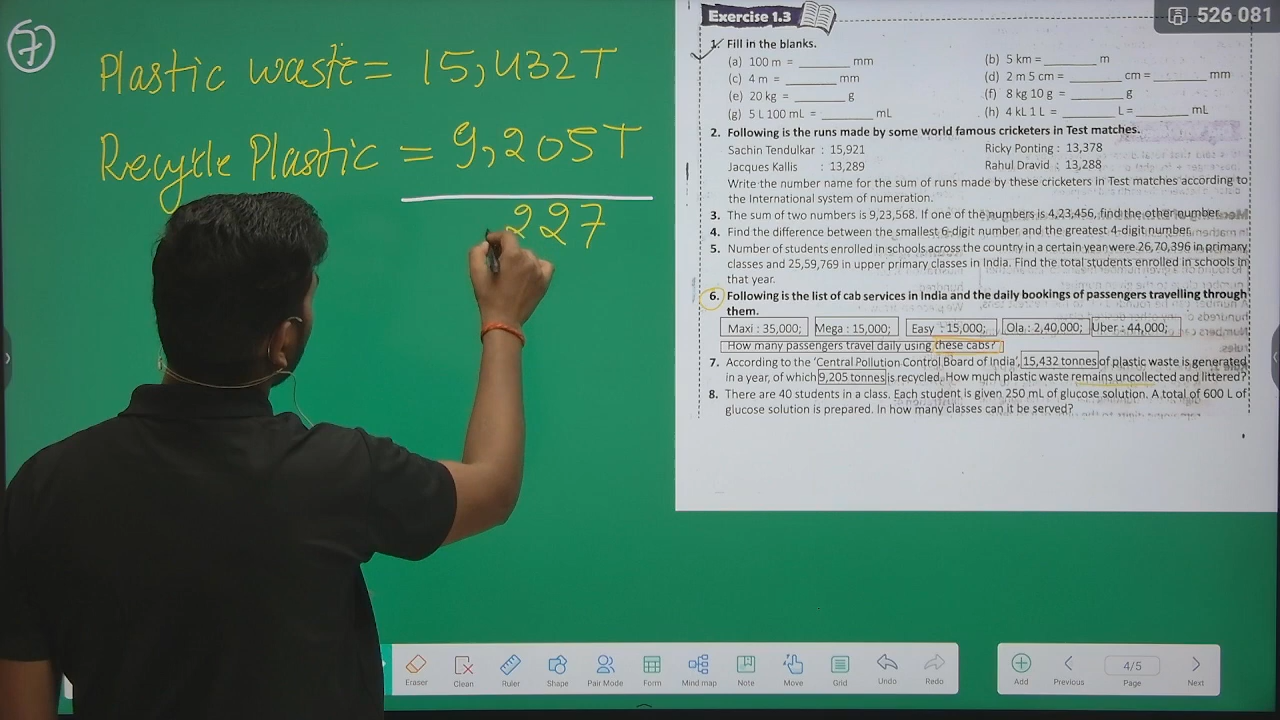 7
Plastic waste = 15,432T
Recycle Plastic = 9,205T
227
526 081
Exercise 1.3
1. Fill in the blanks.
(a) 100 m = ______ mm
(b) 5 km = ______ m
(c) 4 m = ______ mm
(d) 2 m 5 cm = ______ cm = ______ mm
(e) 20 kg = ______ g
(f) 8 kg 10 g = ______ g
(g) 5 L 100 mL = ______ mL
(h) 4 kL 1 L = ______ L = ______ mL
2. Following is the runs made by some world famous cricketers in Test matches.
Sachin Tendulkar : 15,921
Ricky Ponting : 13,378
Jacques Kallis : 13,289
Rahul Dravid : 13,288
Write the number name for the sum of runs made by these cricketers in Test matches according to
the International system of numeration.
3. The sum of two numbers is 9,23,568. If one of the numbers is 4,23,456, find the other number.
4. Find the difference between the smallest 6-digit number and the greatest 4-digit number.
5. Number of students enrolled in schools across the country in a certain year were 26,70,396 in primary
classes and 25,59,769 in upper primary classes in India. Find the total students enrolled in schools in
that year.
6. Following is the list of cab services in India and the daily bookings of passengers travelling through
them.
Maxi : 35,000; Mega : 15,000; Easy : 15,000; Ola : 2,40,000; Uber : 44,000;
How many passengers travel daily using these cabs?
7. According to the 'Central Pollution Control Board of India', 15,432 tonnes of plastic waste is generated
in a year, of which 9,205 tonnes is recycled. How much plastic waste remains uncollected and littered?
8. There are 40 students in a class. Each student is given 250 mL of glucose solution. A total of 600 L of
glucose solution is prepared. In how many classes can it be served?
Eraser
Clean
Ruler
Shape
Pair Mode
Form
Mind map
Note
Move
Grid
Undo
Redo
Add
Previous
4/5
Page
Next